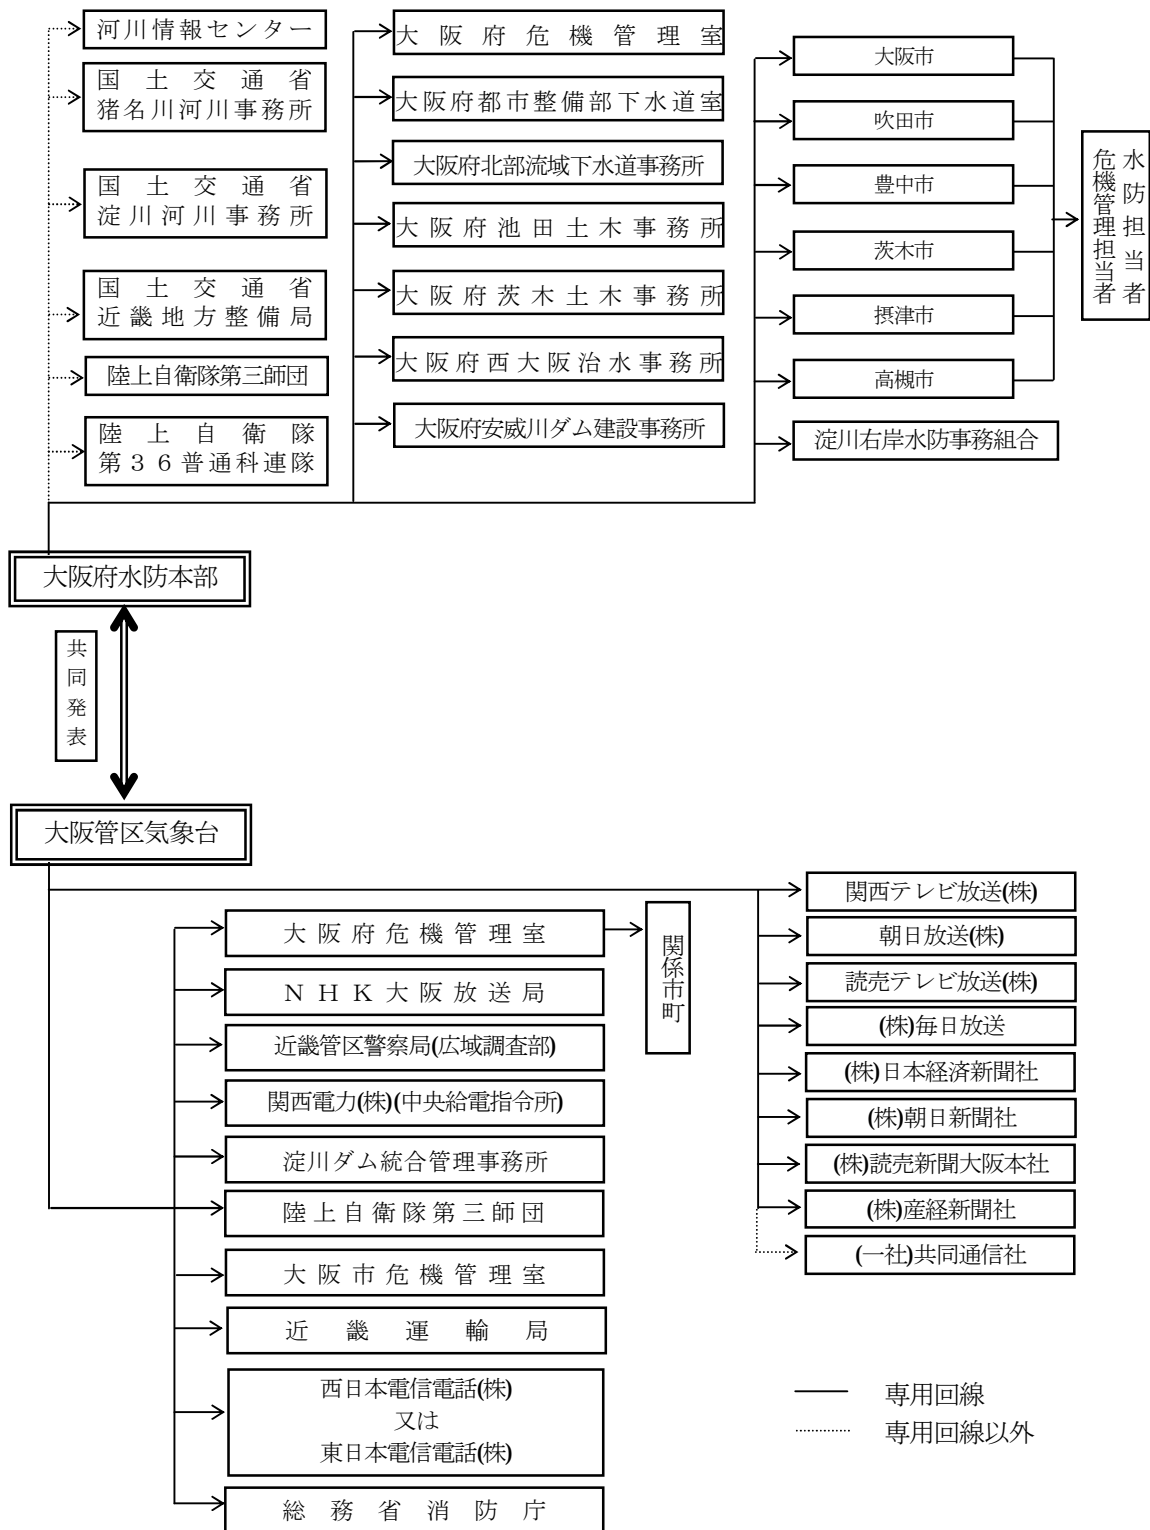 河川情報センター
国土交通省
猪名川河川事務所
国土交通省
淀川河川事務所
国土交通省
近畿地方整備局
陸上自衛隊第三師団
陸上自衛隊
第３６普通科連隊
大阪府危機管理室
大阪府都市整備部下水道室
大阪府北部流域下水道事務所
大阪府池田土木事務所
大阪府茨木土木事務所
大阪府西大阪治水事務所
大阪府安威川ダム建設事務所
大阪市
吹田市
豊中市
茨木市
摂津市
高槻市
淀川右岸水防事務組合
水防担当者
危機管理担当者
大阪府水防本部
共同発表
大阪管区気象台
大阪府危機管理室
ＮＨＫ大阪放送局
近畿管区警察局(広域調査部)
関西電力(株)(中央給電指令所)
淀川ダム統合管理事務所
陸上自衛隊第三師団
大阪市危機管理室
近畿運輸局
西日本電信電話(株)
又は
東日本電信電話(株)
総務省消防庁
関係市町
関西テレビ放送(株)
朝日放送(株)
読売テレビ放送(株)
(株)毎日放送
(株)日本経済新聞社
(株)朝日新聞社
(株)読売新聞大阪本社
(株)産経新聞社
(一社)共同通信社
専用回線
専用回線以外